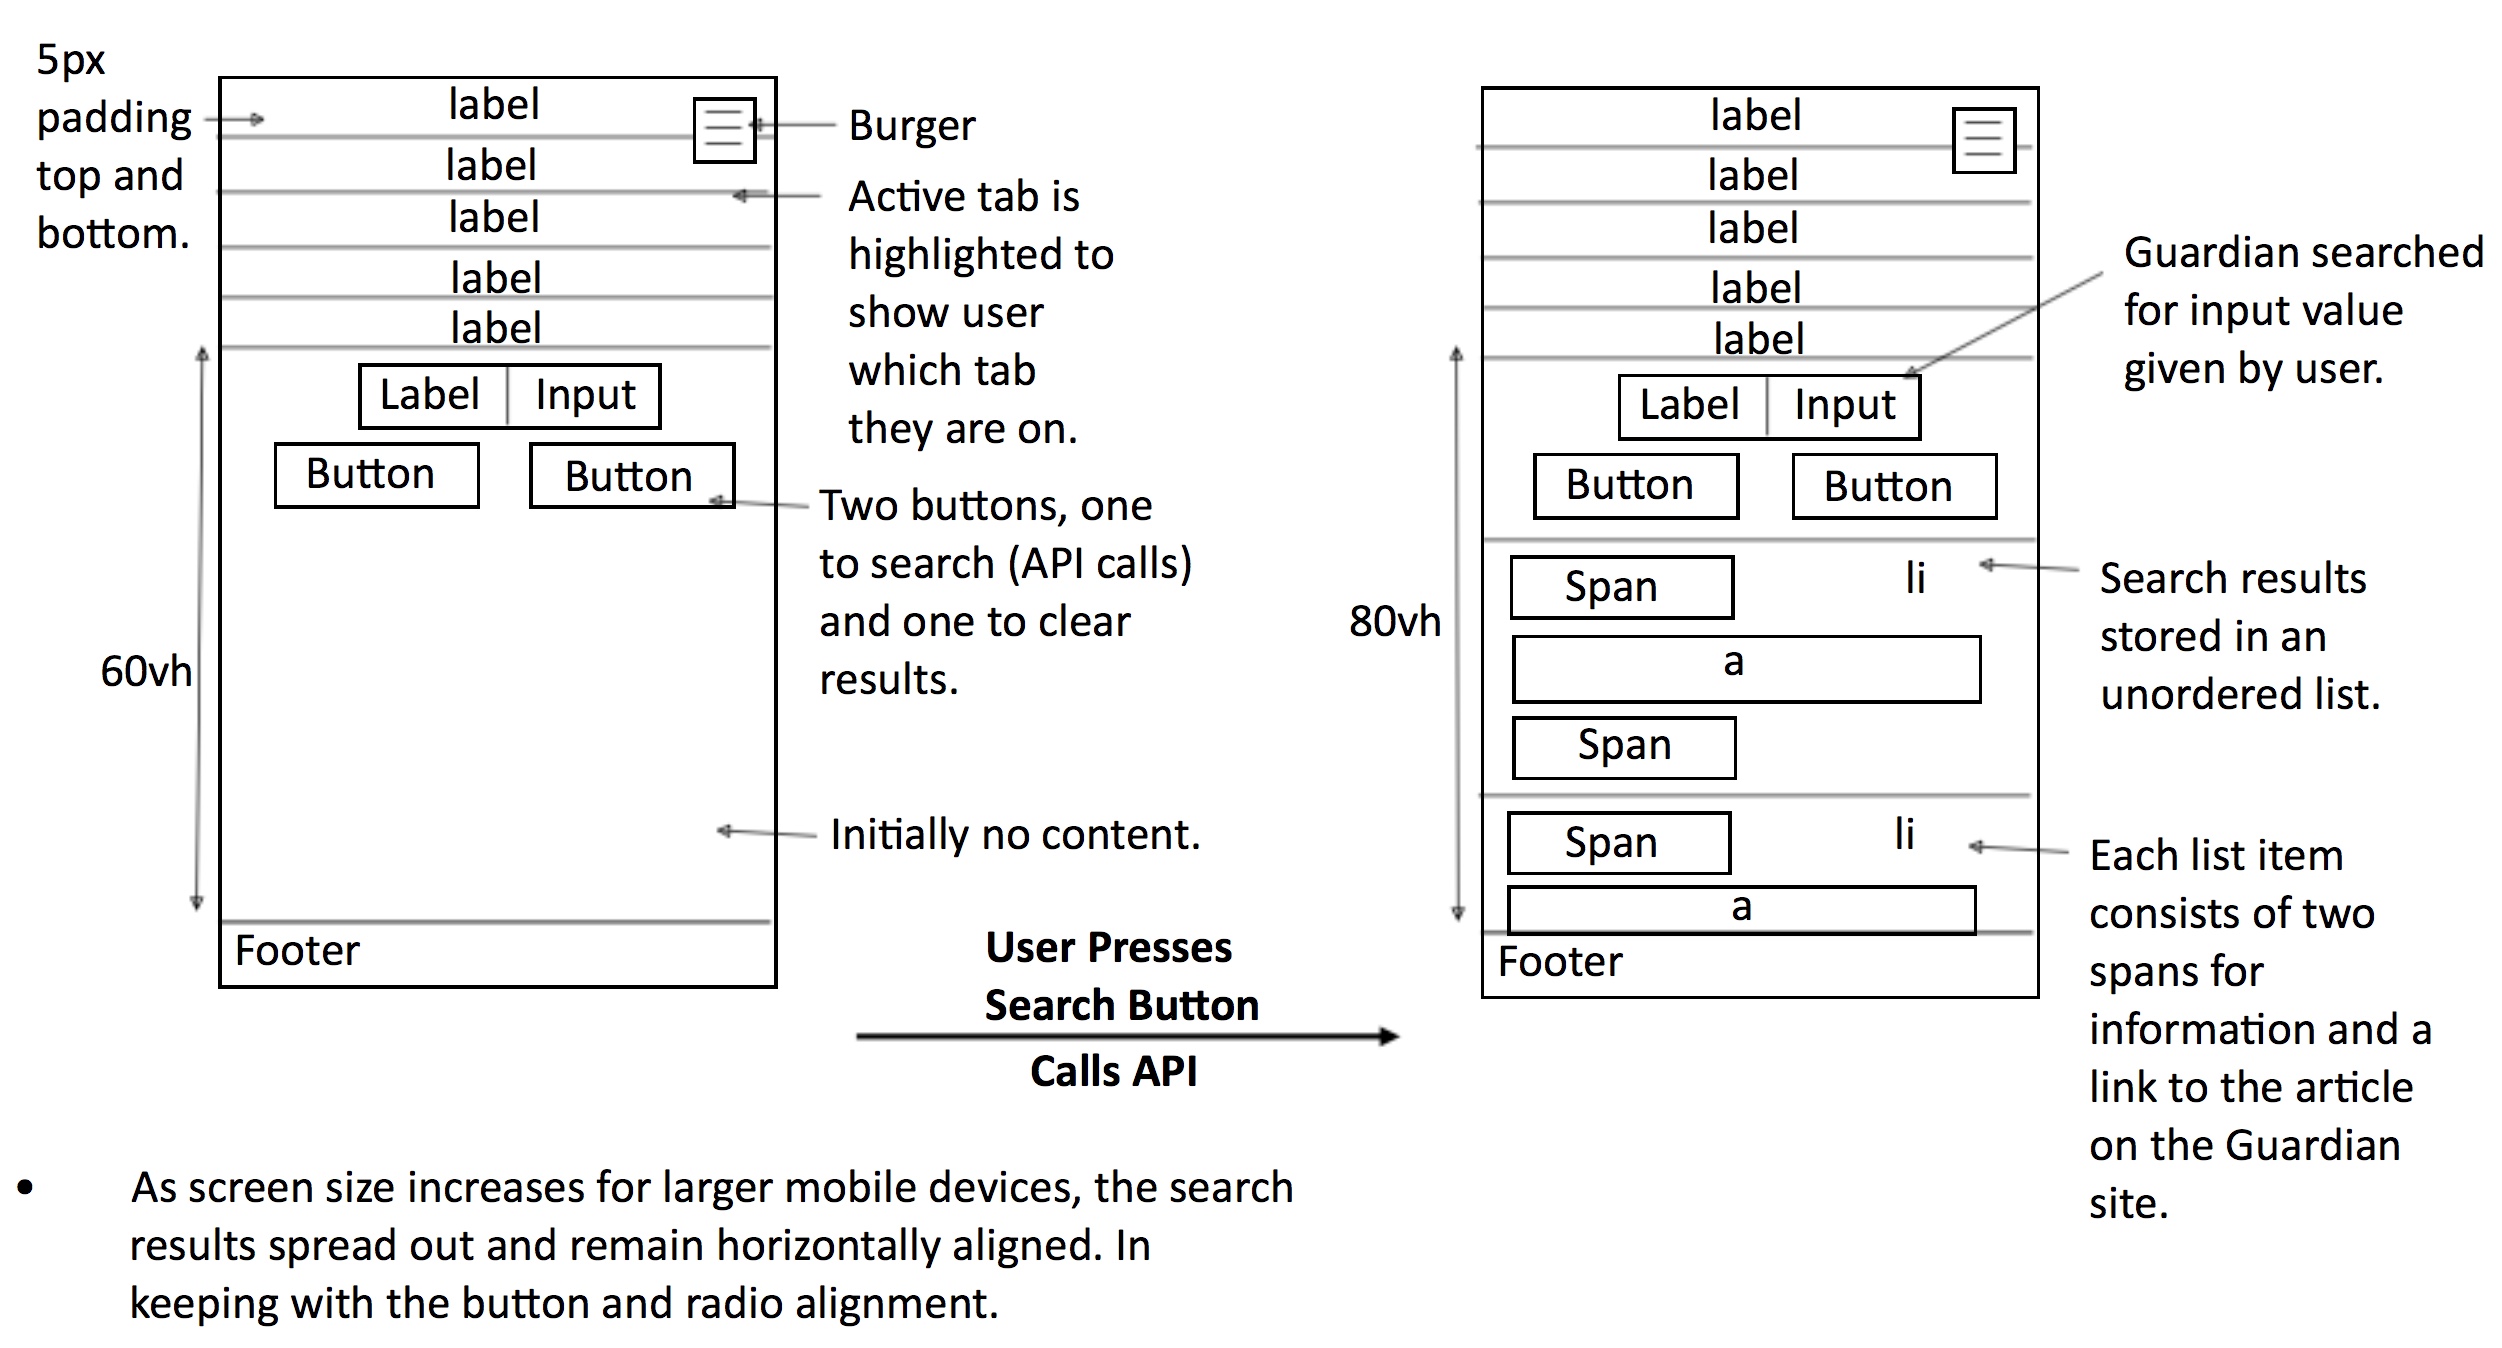 5px
padding
top and
bottom.
label
label
label
label
label
Burger
Active tab is
highlighted to
show user
which tab
they are on.
Label Input
Button Button
Two buttons, one
to search (API calls)
and one to clear
results.
60vh
Initially no content.
Footer
User Presses
Search Button
Calls API
label
label
label
label
label
Guardian searched
for input value
given by user.
Label Input
Button Button
80vh
Span li
a
Span
Search results
stored in an
unordered list.
Span li
a
Footer
Each list item
consists of two
spans for
information and a
link to the article
on the Guardian
site.
• As screen size increases for larger mobile devices, the search
results spread out and remain horizontally aligned. In
keeping with the button and radio alignment.